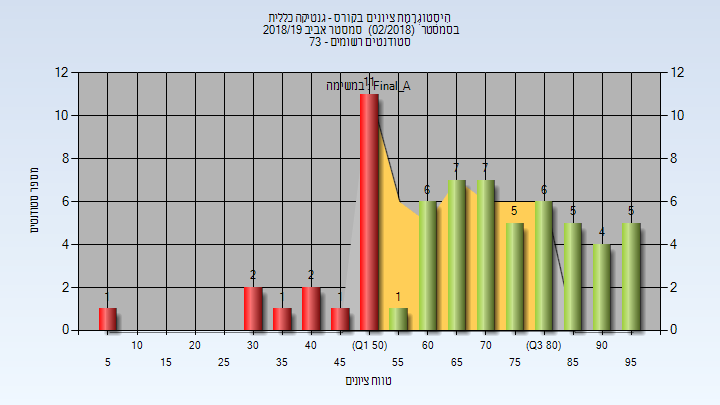 היסטוגרמת ציונים בקורס - גנטיקה כללית
בסמסטר (02/2018) סמסטר אביב 2018/19
סטודנטים רשומים - 73
במשימה : Final_A
מספר סטודנטים
12 10 8 6 4 2 0
12 10 8 6 4 2 0
1 2 1 2 1 11 1 6 7 7 5 6 5 4 5
10 20 30 40 (Q1 50) 60 70 (Q3 80) 90
5 15 25 35 45 55 65 75 85 95
טווח ציונים